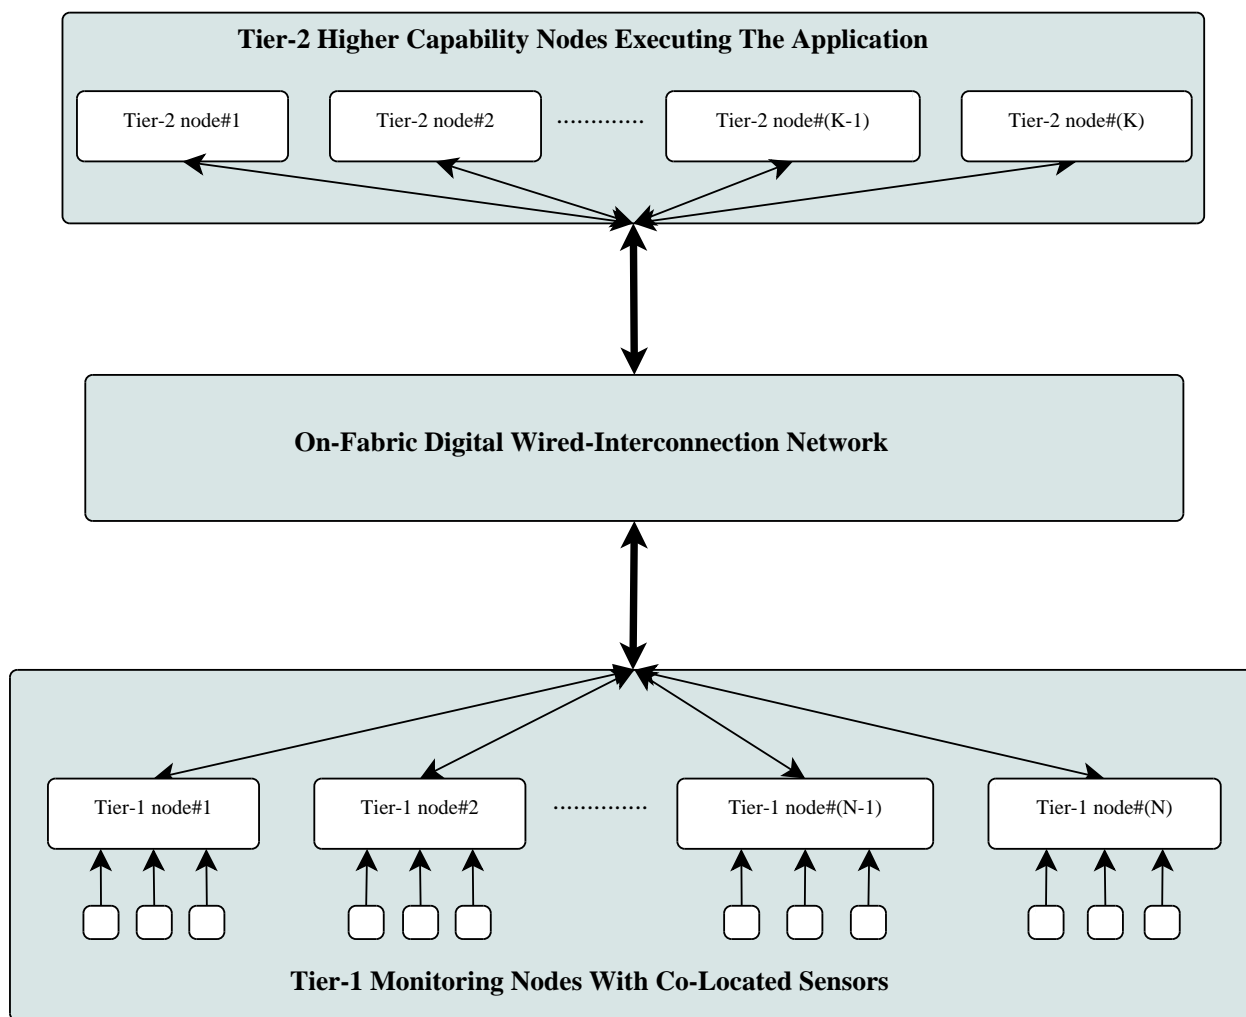 Tier-2 Higher Capability Nodes Executing The Application
Tier-2 node#1
Tier-2 node#2
.............
Tier-2 node#(K-1)
Tier-2 node#(K)
On-Fabric Digital Wired-Interconnection Network
Tier-1 node#1
Tier-1 node#2
..............
Tier-1 node#(N-1)
Tier-1 node#(N)
Tier-1 Monitoring Nodes With Co-Located Sensors